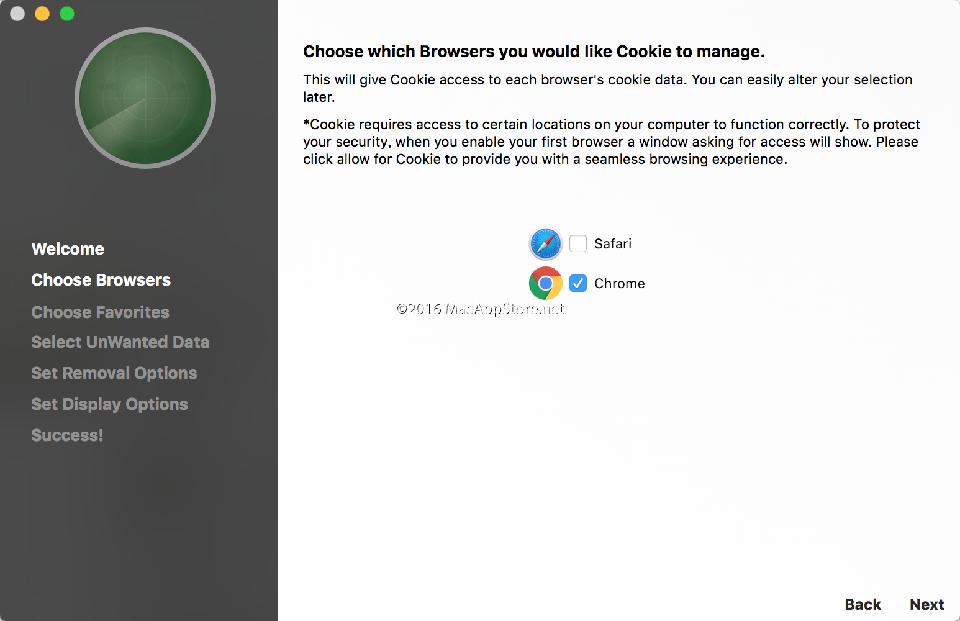 Choose which Browsers you would like Cookie to manage.
This will give Cookie access to each browser's cookie data. You can easily alter your selection
later.
*Cookie requires access to certain locations on your computer to function correctly. To protect
your security, when you enable your first browser a window asking for access will show. Please
click allow for Cookie to provide you with a seamless browsing experience.
Welcome
Choose Browsers
Choose Favorites
Select UnWanted Data
Set Removal Options
Set Display Options
Success!
Safari
Chrome
©2016 MacAppStore.net
Back Next